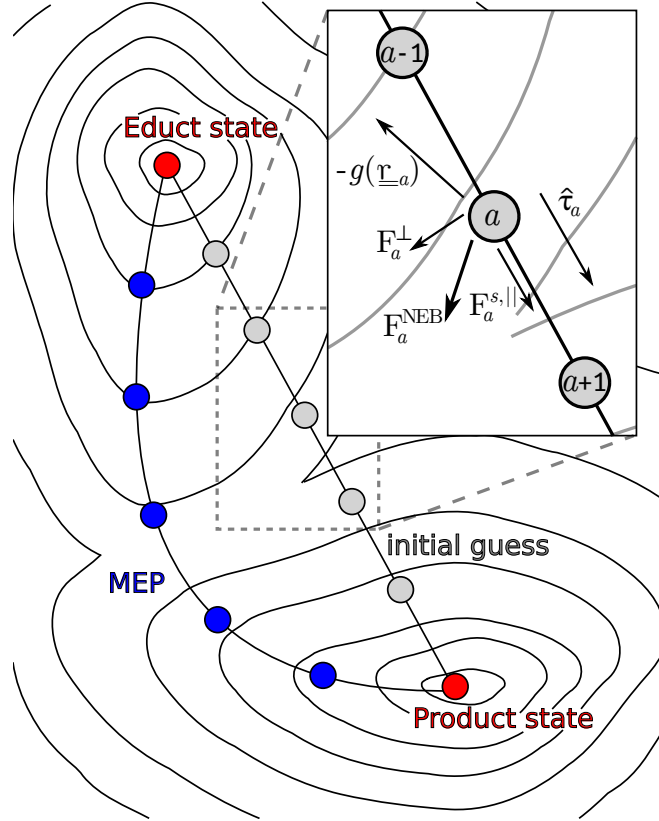 a-1
Educt state
-g(r_a)
a
τ̂_a
F_a^⊥
F_a^{s,||}
F_a^NEB
a+1
initial guess
MEP
Product state